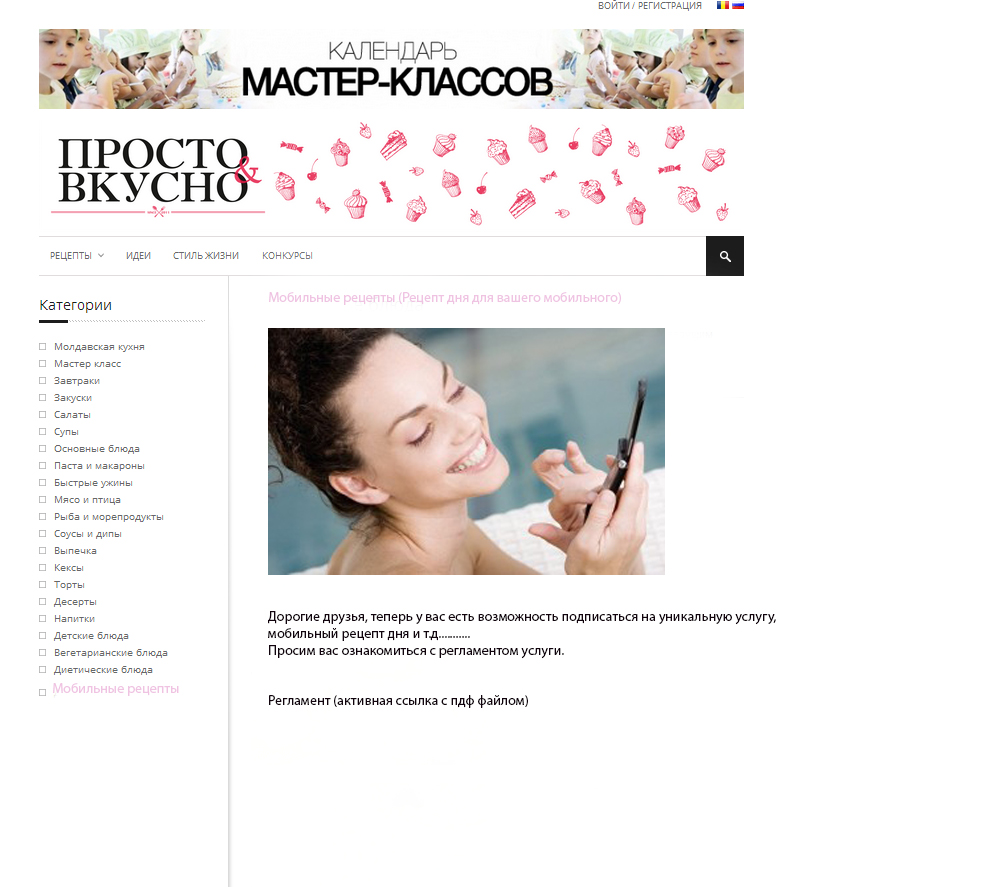 ВОЙТИ / РЕГИСТРАЦИЯ
КАЛЕНДАРЬ
МАСТЕР-КЛАССОВ
ПРОСТО
&
ВКУСНО
РЕЦЕПТЫ
ИДЕИ
СТИЛЬ ЖИЗНИ
КОНКУРСЫ
Категории
Молдавская кухня
Мастер класс
Завтраки
Закуски
Салаты
Супы
Основные блюда
Паста и макароны
Быстрые ужины
Мясо и птица
Рыба и морепродукты
Соусы и дипы
Выпечка
Кексы
Торты
Десерты
Напитки
Детские блюда
Вегетарианские блюда
Диетические блюда
Мобильные рецепты
Мобильные рецепты (Рецепт дня для вашего мобильного)
Дорогие друзья, теперь у вас есть возможность подписаться на уникальную услугу,
мобильный рецепт дня и т.д...........
Просим вас ознакомиться с регламентом услуги.
Регламент (активная ссылка с пдф файлом)